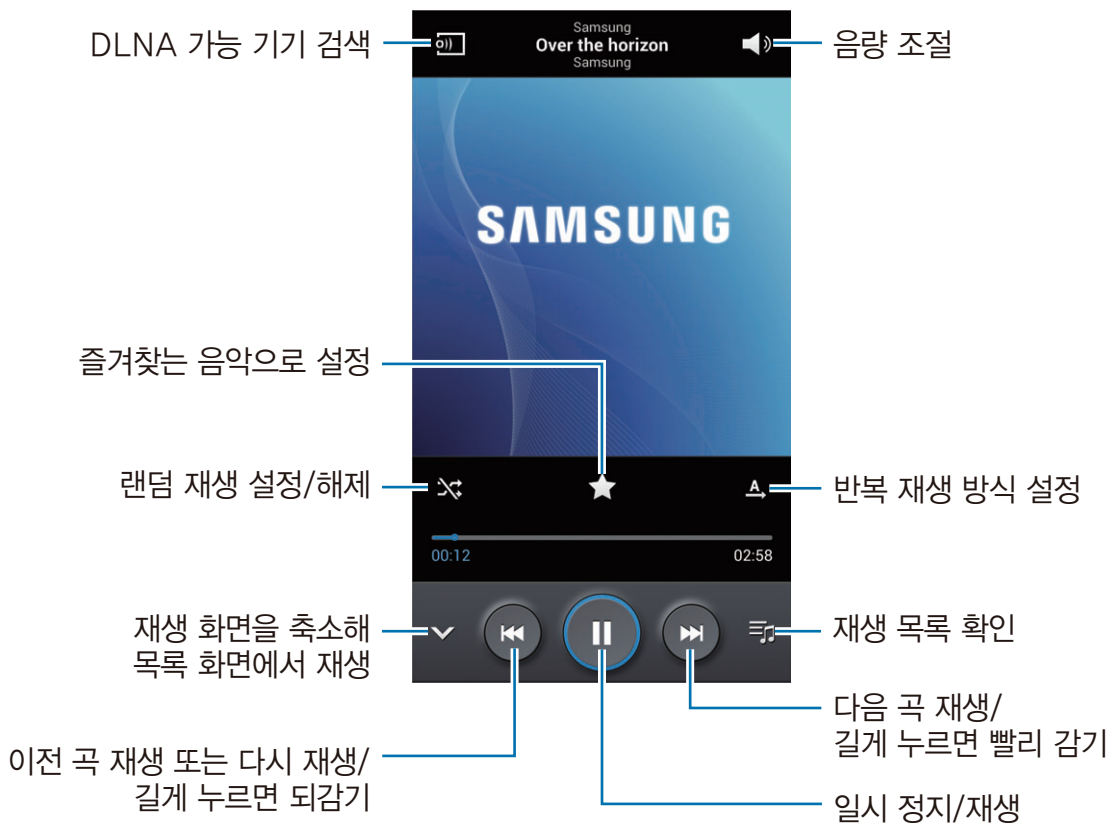 DLNA 가능 기기 검색
Samsung
Over the horizon
Samsung
음량 조절
SAMSUNG
즐겨찾는 음악으로 설정
랜덤 재생 설정/해제
A
반복 재생 방식 설정
00:12
02:58
재생 화면을 축소해
목록 화면에서 재생
재생 목록 확인
다음 곡 재생/
길게 누르면 빨리 감기
이전 곡 재생 또는 다시 재생/
길게 누르면 되감기
일시 정지/재생